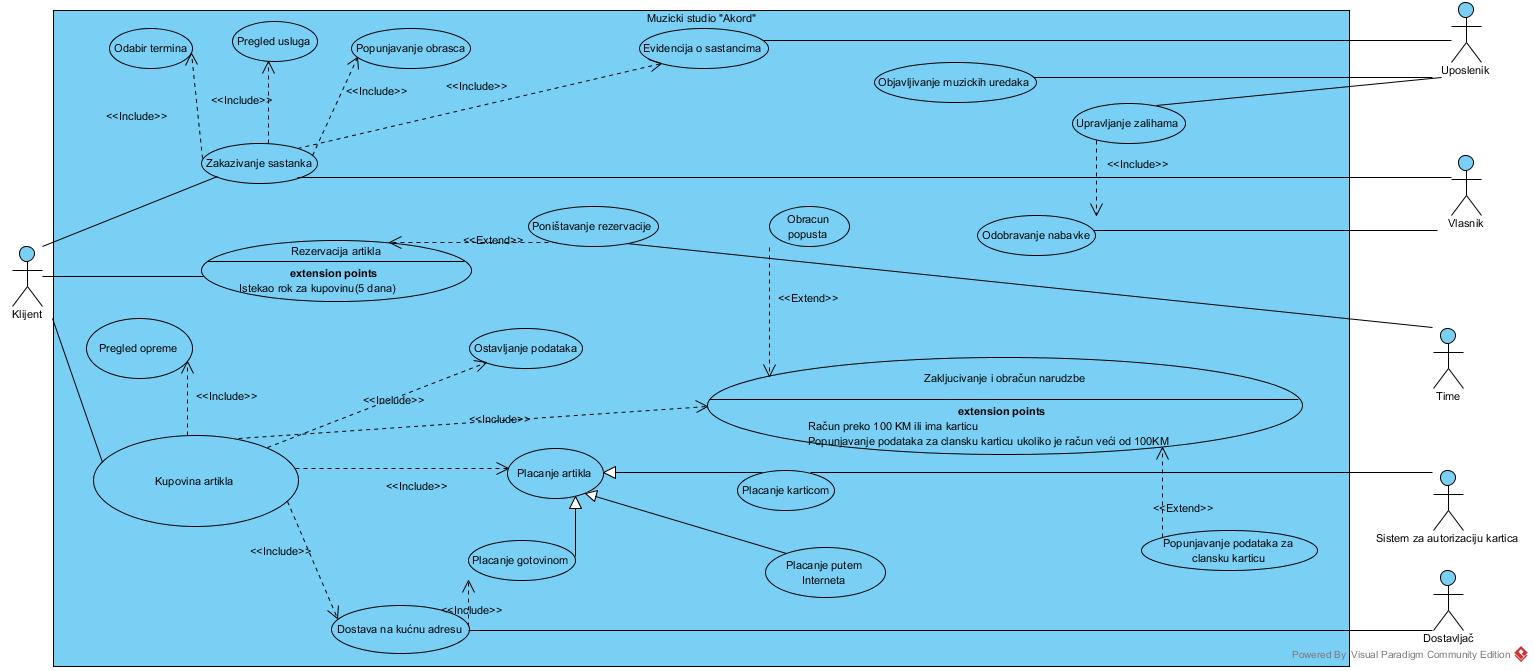 Muzicki studio "Akord"
Odabir termina
Pregled usluga
Popunjavanje obrasca
Evidencija o sastancima
Uposlenik
Objavljivanje muzickih uredaka
<<Include>>
<<Include>>
<<Include>>
<<Include>>
Upravljanje zalihama
Zakazivanje sastanka
<<Include>>
Vlasnik
Poništavanje rezervacije
Obracun
popusta
Odobravanje nabavke
<<Extend>>
Rezervacija artikla
extension points
Istekao rok za kupovinu(5 dana)
Klijent
<<Extend>>
Pregled opreme
Ostavljanje podataka
Time
<<Include>>
<<Include>>
<<Include>>
Zakljucivanje i obračun narudzbe
extension points
Račun preko 100 KM ili ima karticu
Popunjavanje podataka za clansku karticu ukoliko je račun veći od 100KM
Kupovina artikla
Placanje artikla
<<Include>>
Placanje karticom
<<Extend>>
Sistem za autorizaciju kartica
<<Include>>
Placanje gotovinom
Placanje putem
Interneta
Popunjavanje podataka za
clansku karticu
<<Include>>
Dostava na kućnu adresu
Dostavljač
Powered By Visual Paradigm Community Edition